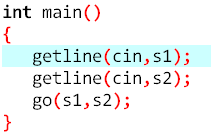 int main()
{
getline(cin,s1);
getline(cin,s2);
go(s1,s2);
}